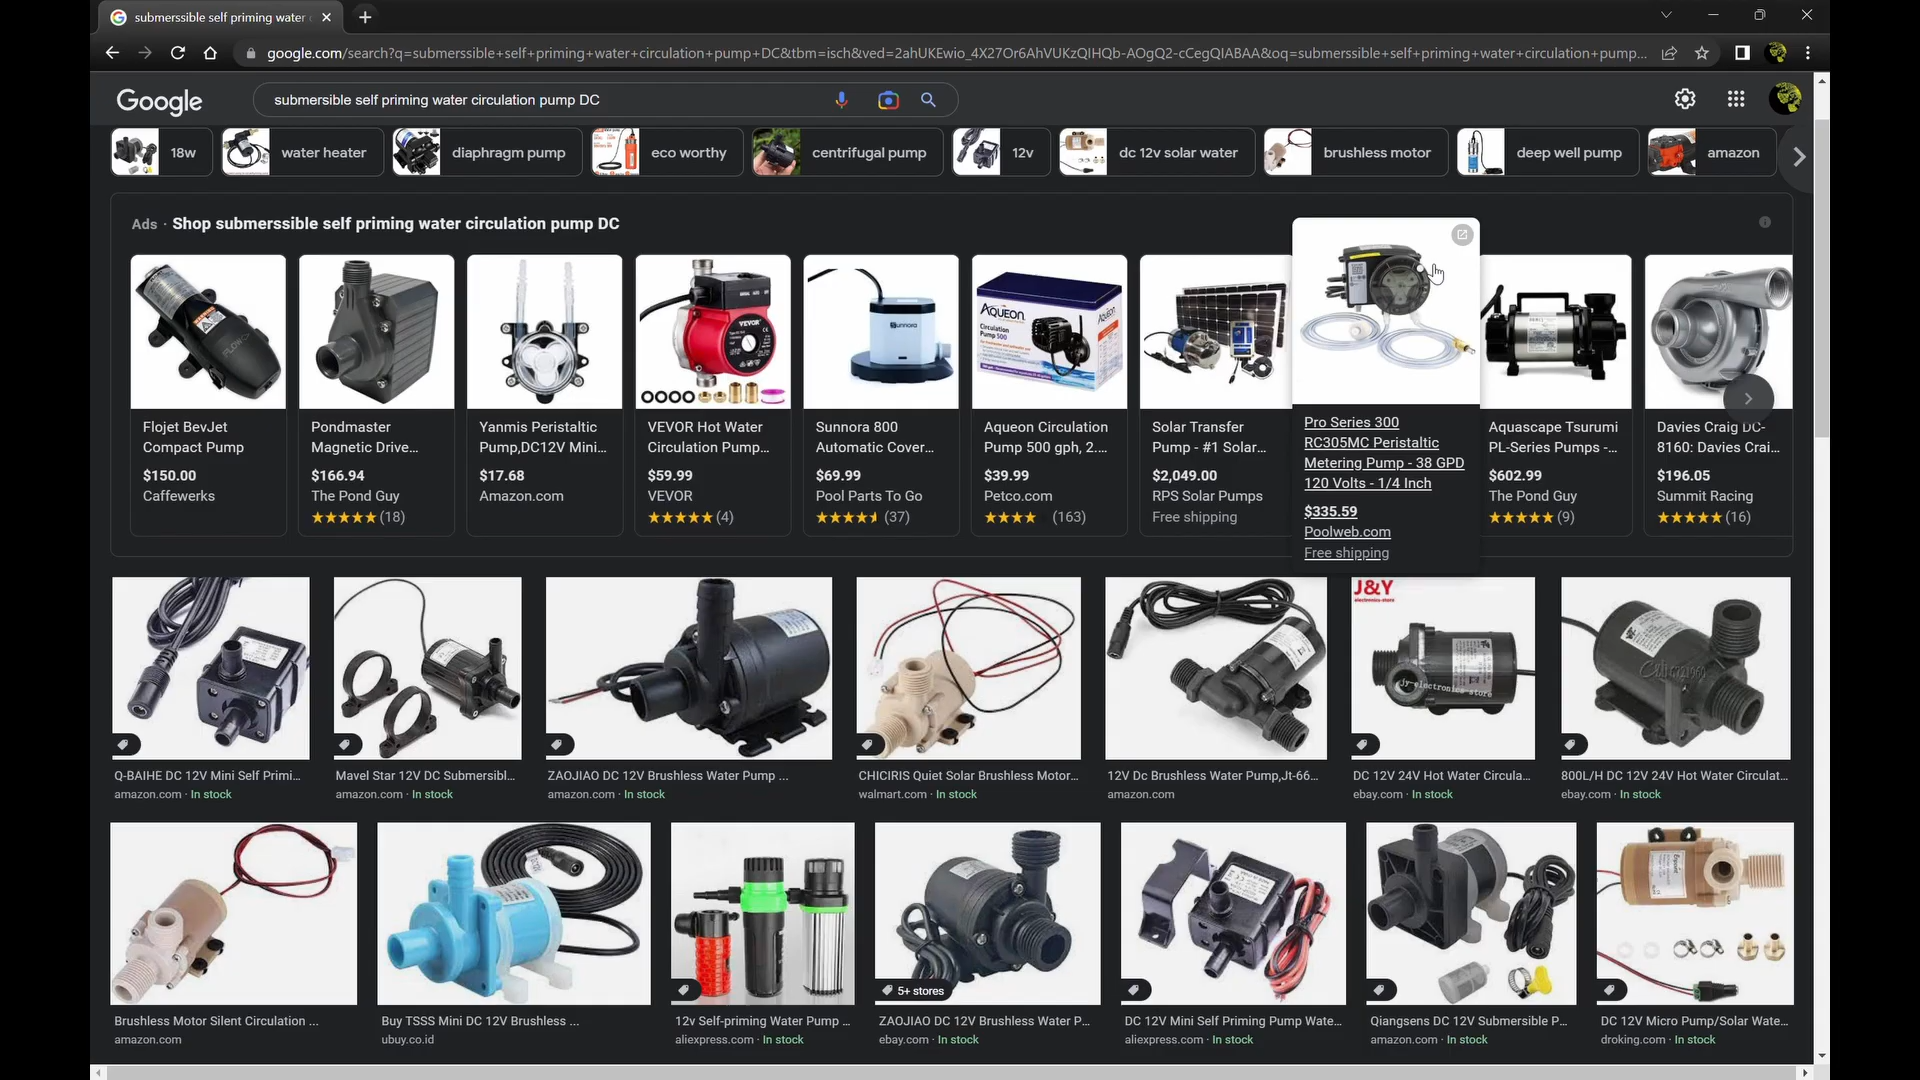 submerssible self priming water
google.com/search?q=submerssible+self+priming+water+circulation+pump+DC&tbm=isch&ved=2ahUKEwio_4X27Or6AhVUKzQIHQb-AOgQ2-cCegQIABAA&oq=submerssible+self+priming+water+circulation+pump...
Google
submersible self priming water circulation pump DC
18w
water heater
diaphragm pump
eco worthy
centrifugal pump
12v
dc 12v solar water
brushless motor
deep well pump
amazon
Ads · Shop submerssible self priming water circulation pump DC
Flojet BevJet
Compact Pump
$150.00
Caffewerks
Pondmaster
Magnetic Drive...
$166.94
The Pond Guy
(18)
Yanmis Peristaltic
Pump,DC12V Mini...
$17.68
Amazon.com
VEVOR
VEVOR Hot Water
Circulation Pump...
$59.99
VEVOR
(4)
Sunnora
Sunnora 800
Automatic Cover...
$69.99
Pool Parts To Go
(37)
AQUEON
Circulation
Pump 500
Aqueon Circulation
Pump 500 gph, 2....
$39.99
Petco.com
(163)
Solar Transfer
Pump - #1 Solar...
$2,049.00
RPS Solar Pumps
Free shipping
Pro Series 300
RC305MC Peristaltic
Metering Pump - 38 GPD
120 Volts - 1/4 Inch
$335.59
Poolweb.com
Free shipping
Aquascape Tsurumi
PL-Series Pumps -...
$602.99
The Pond Guy
(9)
Davies Craig DC-
8160: Davies Crai...
$196.05
Summit Racing
(16)
Q-BAIHE DC 12V Mini Self Primi...
amazon.com · In stock
Mavel Star 12V DC Submersibl...
amazon.com · In stock
ZAOJIAO DC 12V Brushless Water Pump ...
amazon.com · In stock
CHICIRIS Quiet Solar Brushless Motor...
walmart.com · In stock
12V Dc Brushless Water Pump,Jt-66...
amazon.com
J&Y
electronics-store
jy-electronics-store
DC 12V 24V Hot Water Circula...
ebay.com · In stock
800L/H DC 12V 24V Hot Water Circulat...
ebay.com · In stock
Brushless Motor Silent Circulation ...
amazon.com
Buy TSSS Mini DC 12V Brushless ...
ubuy.co.id
12v Self-priming Water Pump ...
aliexpress.com · In stock
5+ stores
ZAOJIAO DC 12V Brushless Water P...
ebay.com · In stock
DC 12V Mini Self Priming Pump Wate...
aliexpress.com · In stock
Qiangsens DC 12V Submersible P...
amazon.com · In stock
DC 12V Micro Pump/Solar Wate...
droking.com · In stock